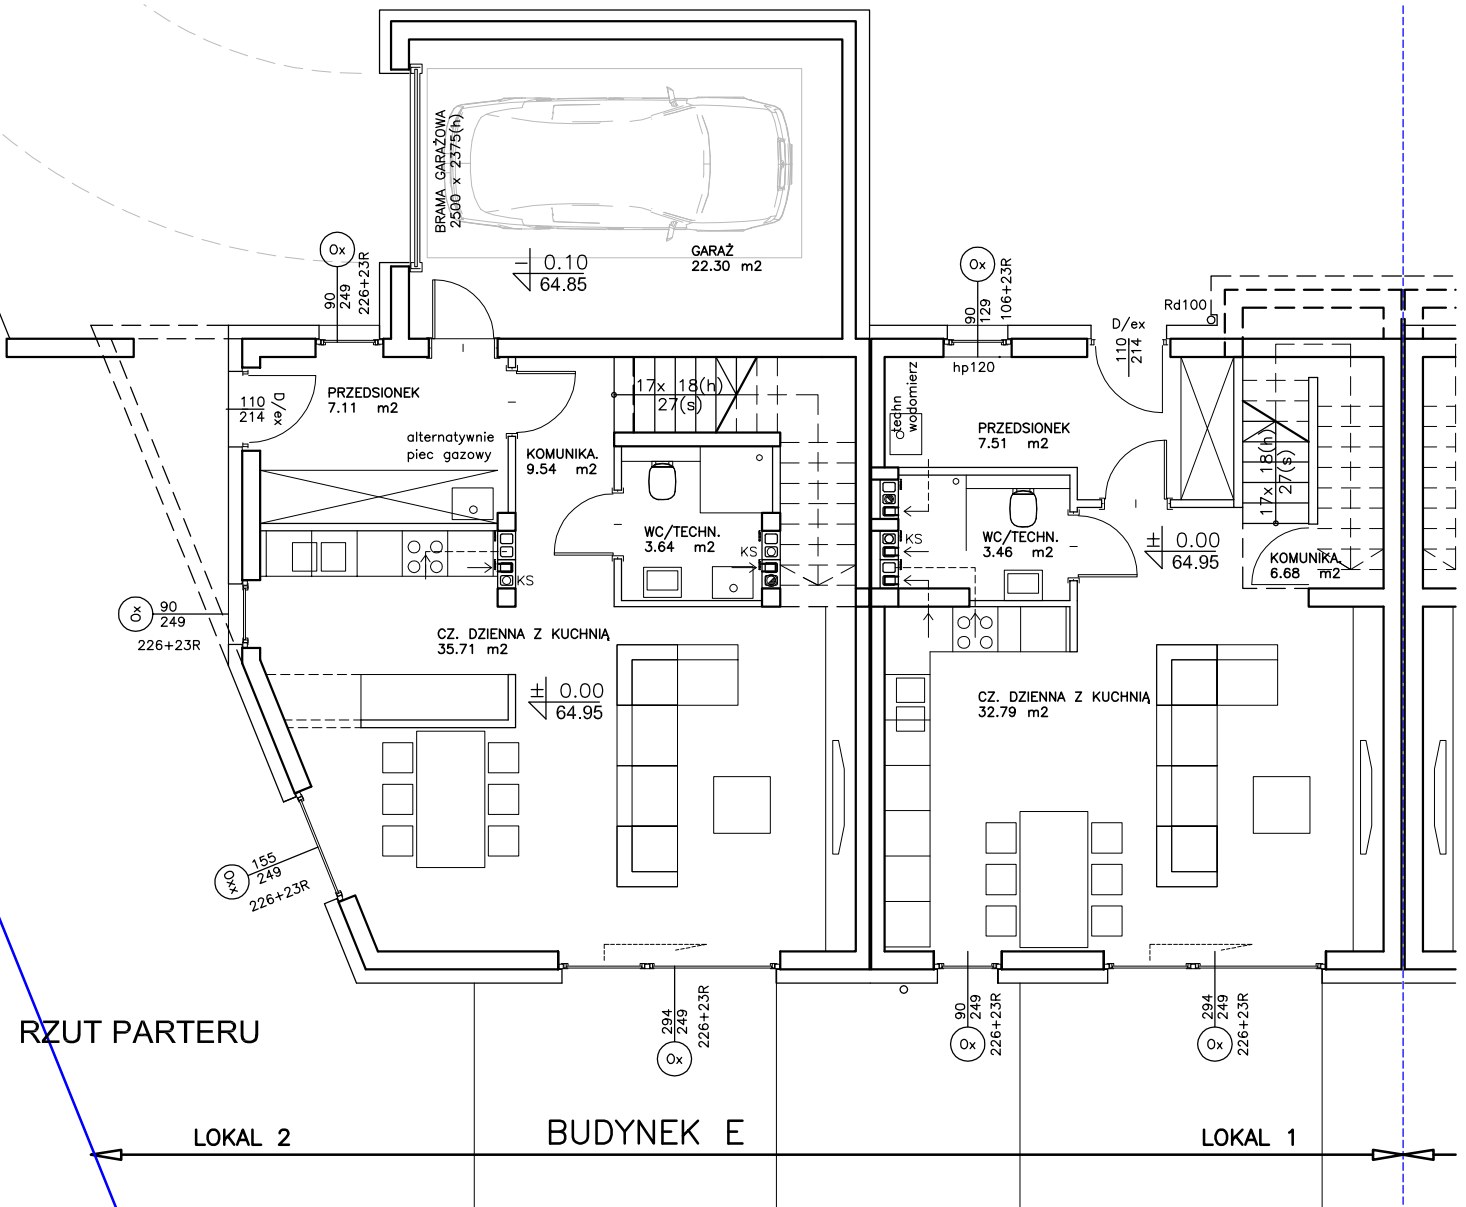 BRAMA GARAŻOWA
2500 x 2375(h)
GARAŻ
22.30 m2
0.10
64.85
Ox
90
249
226+23R
Ox
90
129
106+23R
hp120
Rd100
D/ex
110
214
110
214
D/ex
PRZEDSIONEK
7.11 m2
alternatywnie
piec gazowy
KOMUNIKA.
9.54 m2
17x 18(h)
27(s)
techn
wodomierz
PRZEDSIONEK
7.51 m2
17x 18(h)
27(s)
WC/TECHN.
3.64 m2
KS
KS
KS
WC/TECHN.
3.46 m2
± 0.00
64.95
KOMUNIKA.
6.68 m2
Ox
90
249
226+23R
CZ. DZIENNA Z KUCHNIĄ
35.71 m2
± 0.00
64.95
CZ. DZIENNA Z KUCHNIĄ
32.79 m2
Oxx
155
249
226+23R
294
249
226+23R
Ox
90
249
226+23R
Ox
294
249
226+23R
Ox
RZUT PARTERU
LOKAL 2
BUDYNEK E
LOKAL 1